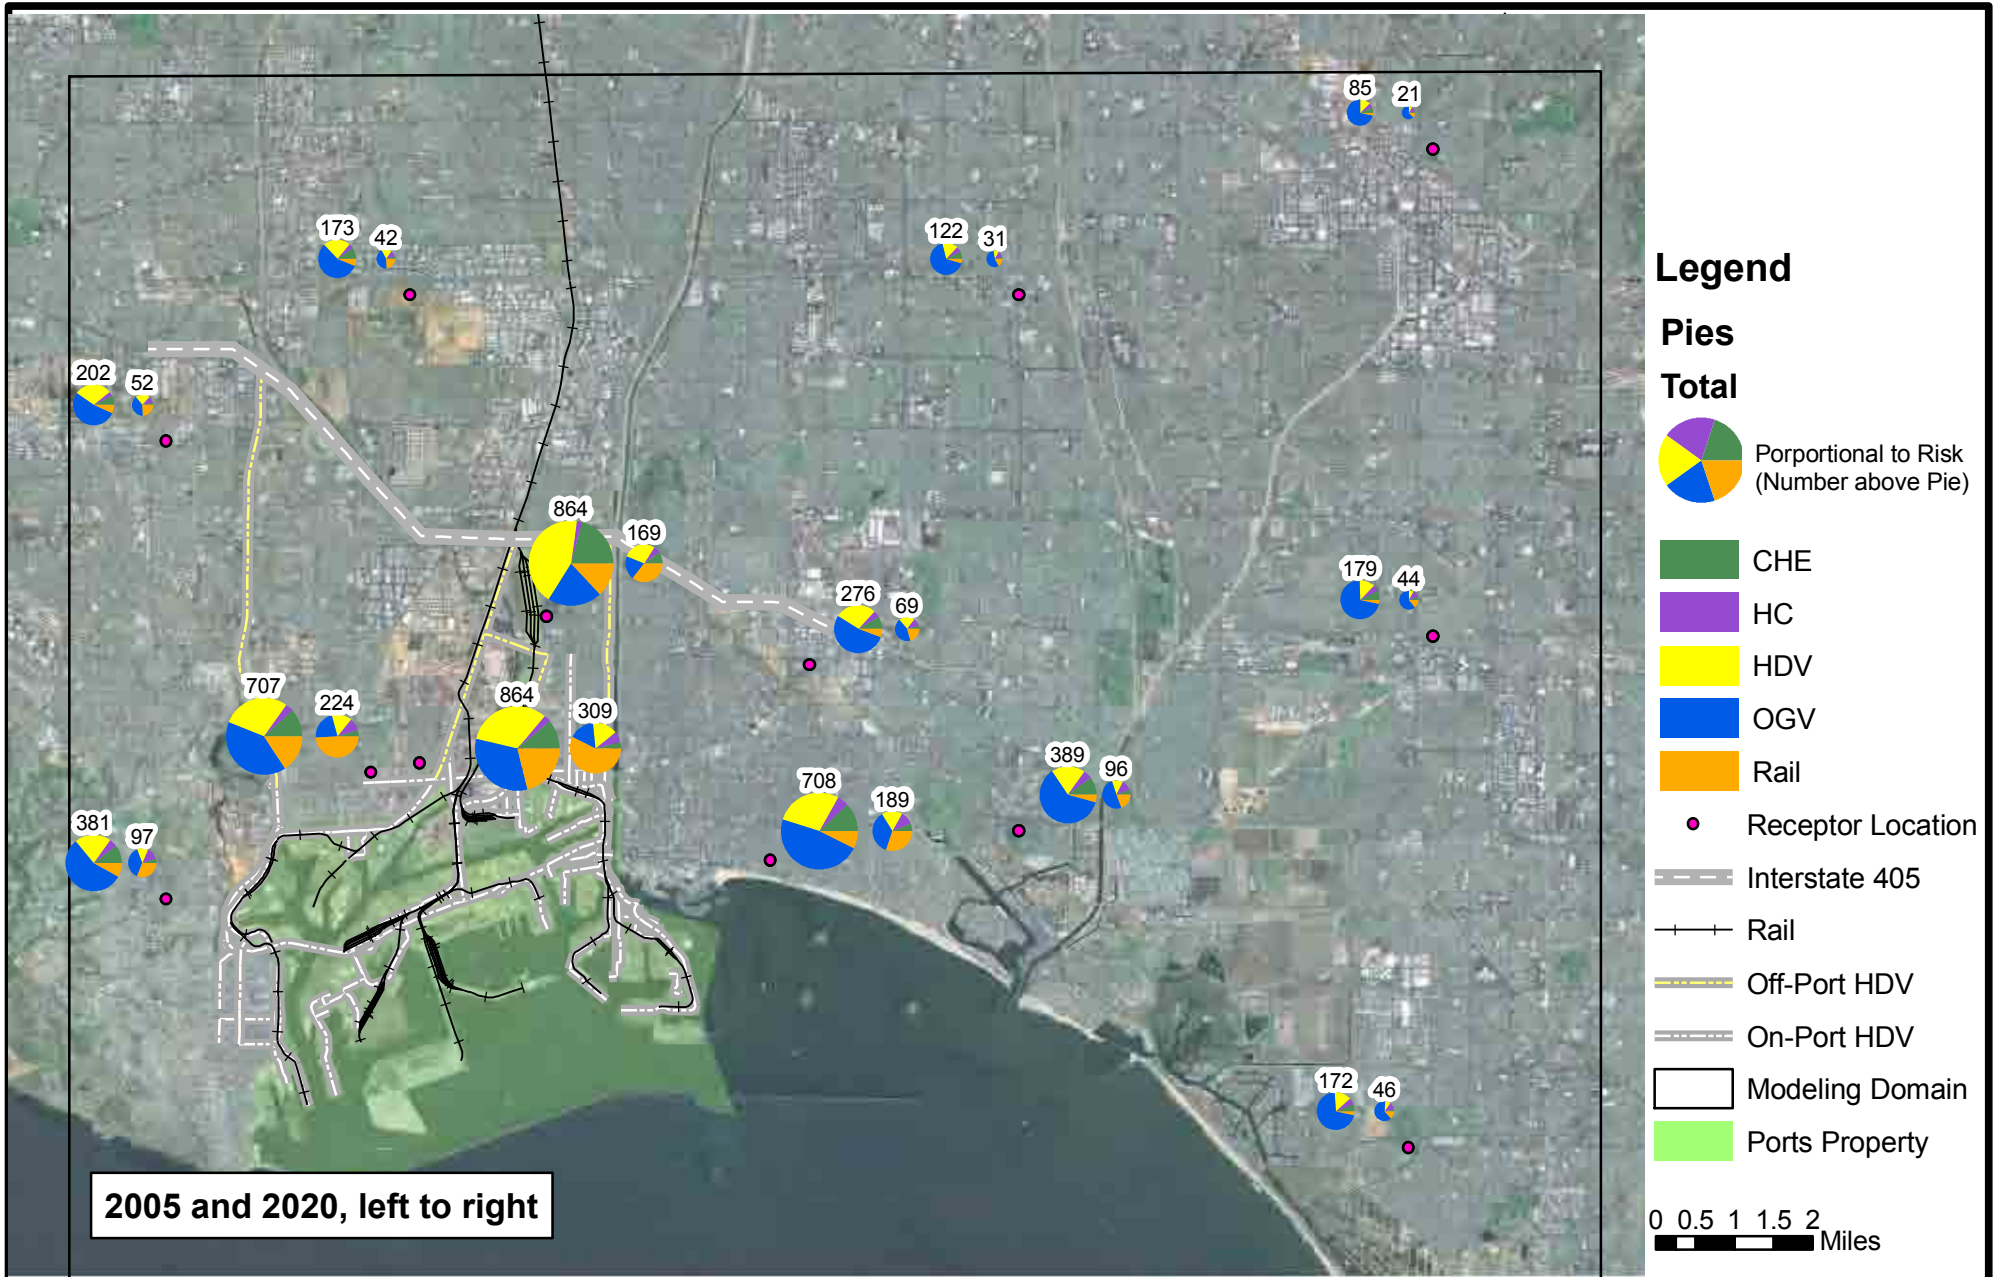 85 21
173 42
122 31
202 52
864 169
276 69
179 44
707 224
864 309
389 96
708 189
381 97
172 46
2005 and 2020, left to right
Legend
Pies
Total
Porportional to Risk
(Number above Pie)
CHE
HC
HDV
OGV
Rail
Receptor Location
Interstate 405
Rail
Off-Port HDV
On-Port HDV
Modeling Domain
Ports Property
0 0.5 1 1.5 2
Miles